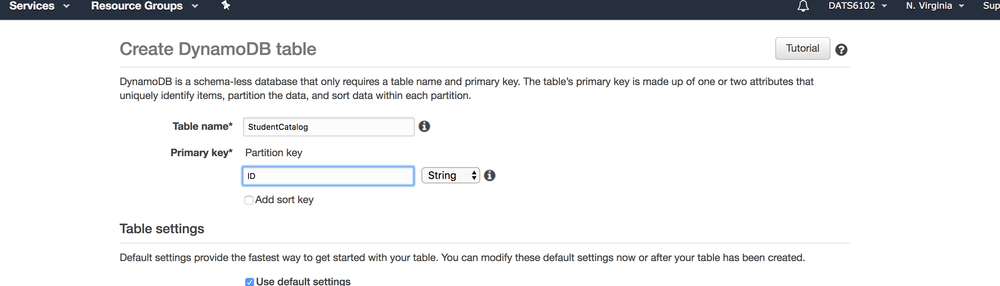 Services Resource Groups DATS6102 N. Virginia
Create DynamoDB table
Tutorial
DynamoDB is a schema-less database that only requires a table name and primary key. The table’s primary key is made up of one or two attributes that
uniquely identify items, partition the data, and sort data within each partition.
Table name* StudentCatalog
Primary key* Partition key
ID String
Add sort key
Table settings
Default settings provide the fastest way to get started with your table. You can modify these default settings now or after your table has been created.
Use default settings